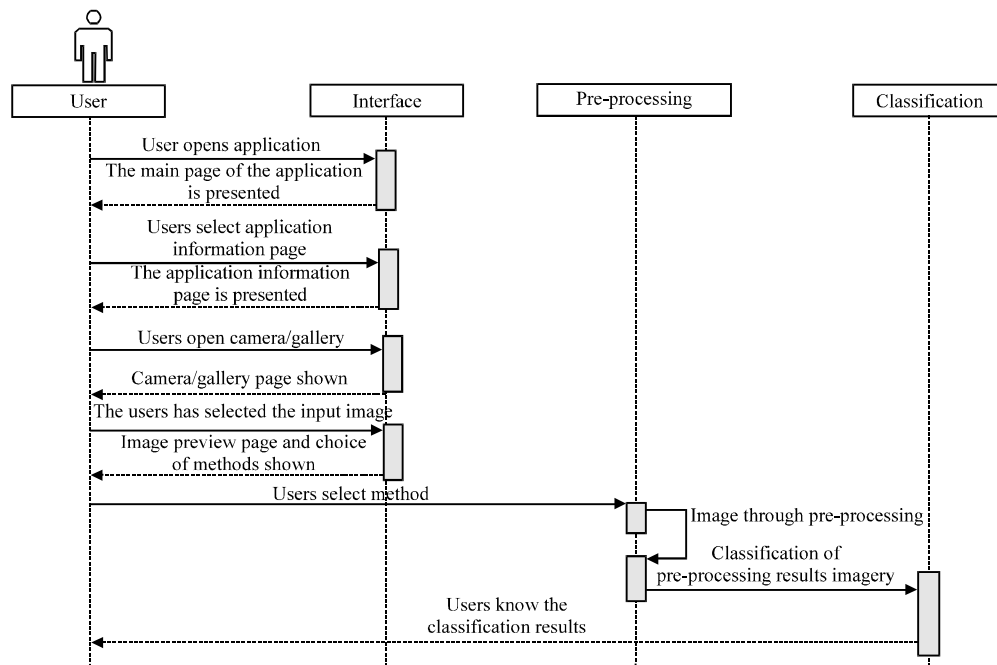 User
Interface
Pre-processing
Classification
User opens application
The main page of the application
is presented
Users select application
information page
The application information
page is presented
Users open camera/gallery
Camera/gallery page shown
The users has selected the input image
Image preview page and choice
of methods shown
Users select method
Image through pre-processing
Classification of
pre-processing results imagery
Users know the
classification results